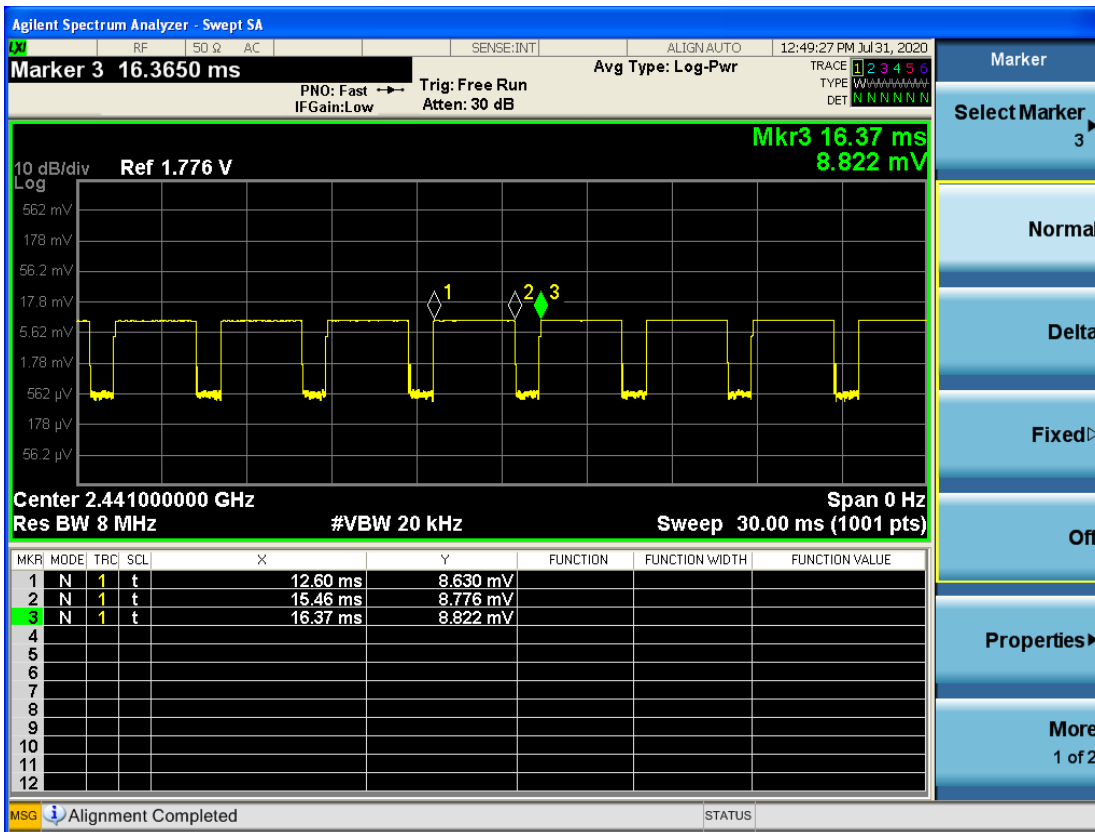 Agilent Spectrum Analyzer - Swept SA
LXI RF 50 Ω AC SENSE:INT ALIGN AUTO 12:49:27 PM Jul 31, 2020
Marker 3 16.3650 ms
PNO: Fast
IFGain:Low
Trig: Free Run
Atten: 30 dB
Avg Type: Log-Pwr
TRACE 1 2 3 4 5 6
TYPE WWWWWW
DET N N N N N N
Mkr3 16.37 ms
8.822 mV
10 dB/div Ref 1.776 V
Log
562 mV
178 mV
56.2 mV
17.8 mV
5.62 mV
1.78 mV
562 µV
178 µV
56.2 µV
1 2 3
Center 2.441000000 GHz Span 0 Hz
Res BW 8 MHz #VBW 20 kHz Sweep 30.00 ms (1001 pts)
MKR MODE TRC SCL X Y FUNCTION FUNCTION WIDTH FUNCTION VALUE
1 N 1 t 12.60 ms 8.630 mV
2 N 1 t 15.46 ms 8.776 mV
3 N 1 t 16.37 ms 8.822 mV
4
5
6
7
8
9
10
11
12
MSG Alignment Completed STATUS
Marker
Select Marker
3
Normal
Delta
Fixed
Off
Properties
More
1 of 2